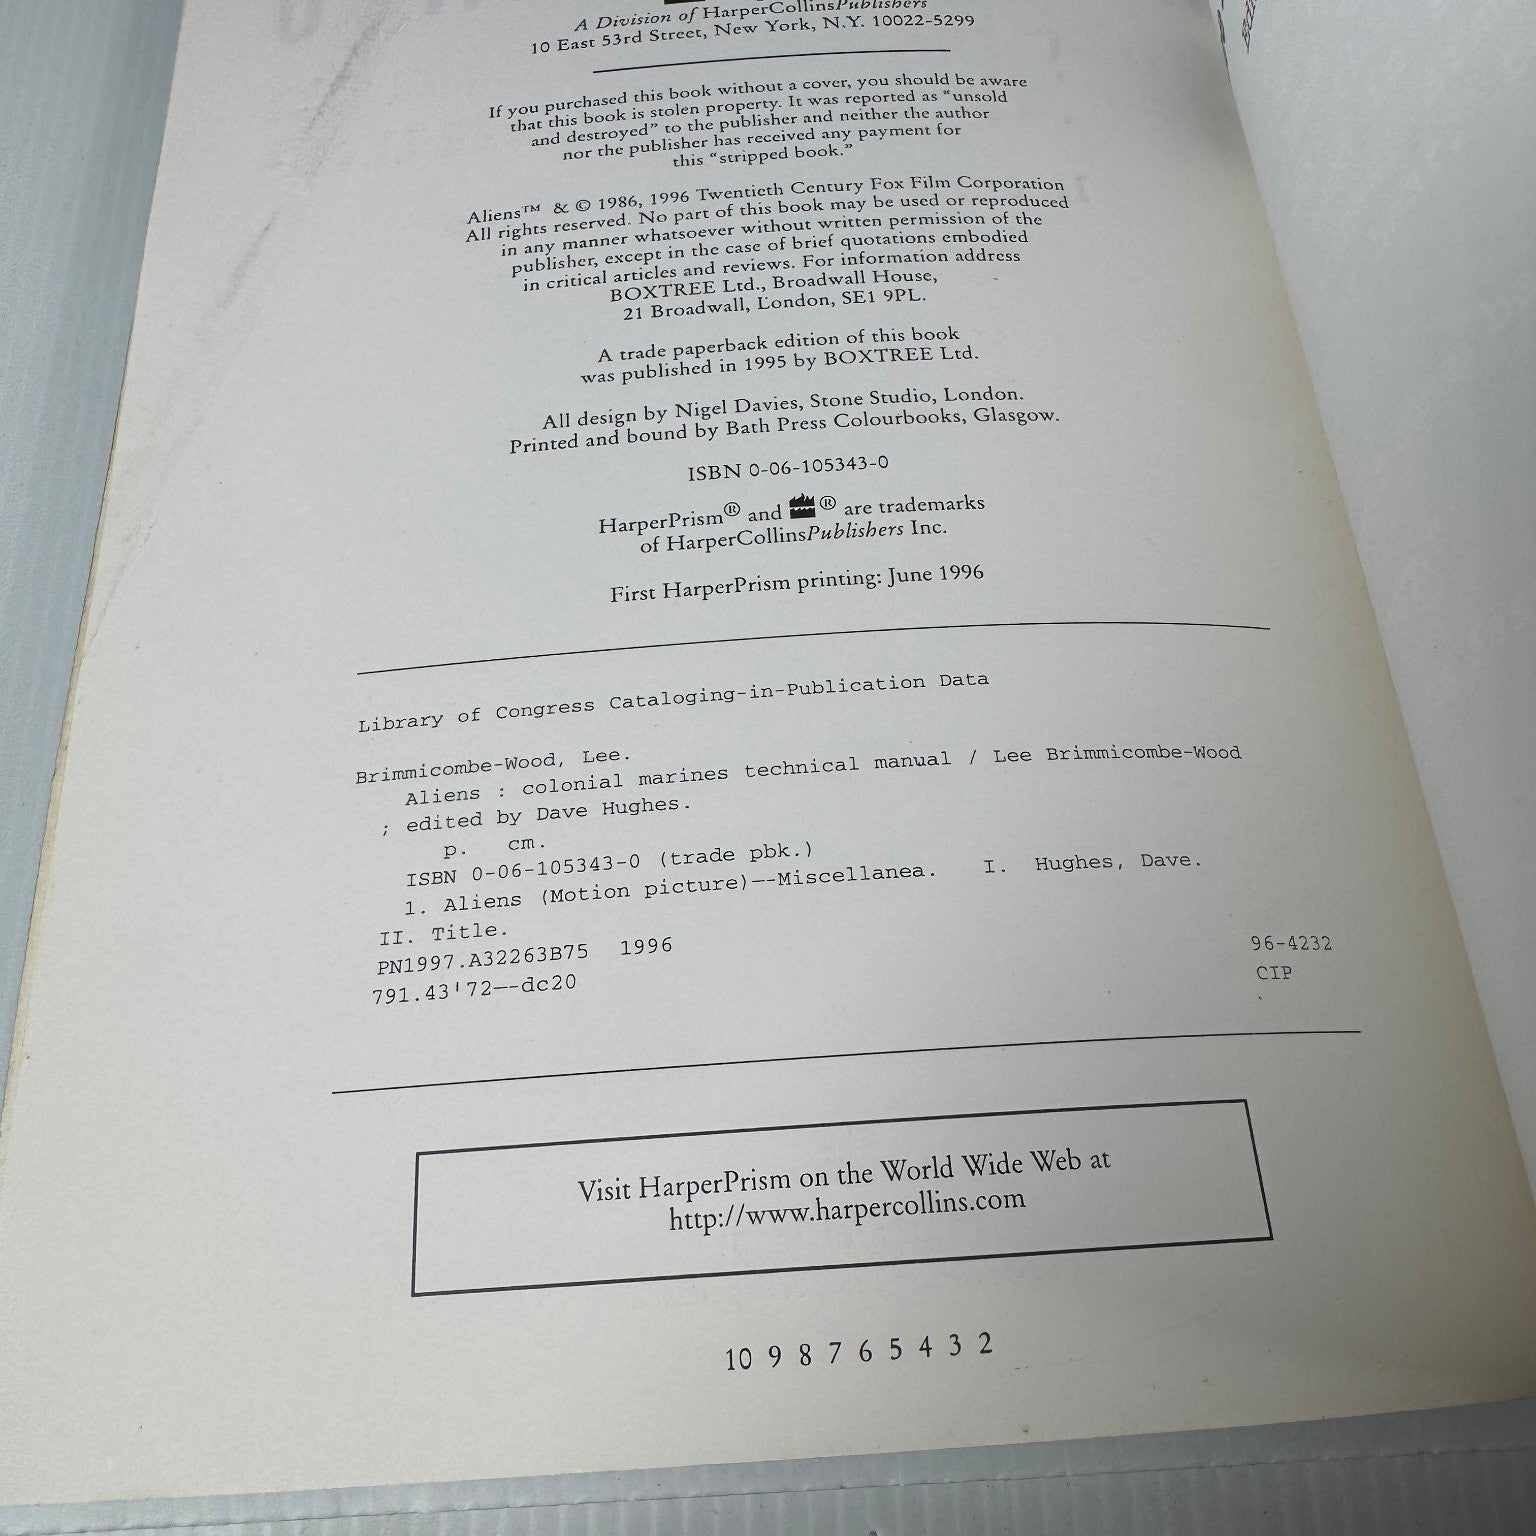 A Division of HarperCollinsPublishers
10 East 53rd Street, New York, N.Y. 10022-5299
If you purchased this book without a cover, you should be aware
that this book is stolen property. It was reported as "unsold
and destroyed" to the publisher and neither the author
nor the publisher has received any payment for
this "stripped book."
Aliens™ & © 1986, 1996 Twentieth Century Fox Film Corporation
All rights reserved. No part of this book may be used or reproduced
in any manner whatsoever without written permission of the
publisher, except in the case of brief quotations embodied
in critical articles and reviews. For information address
BOXTREE Ltd., Broadwall House,
21 Broadwall, London, SE1 9PL.
A trade paperback edition of this book
was published in 1995 by BOXTREE Ltd.
All design by Nigel Davies, Stone Studio, London.
Printed and bound by Bath Press Colourbooks, Glasgow.
ISBN 0-06-105343-0
HarperPrism® and ® are trademarks
of HarperCollinsPublishers Inc.
First HarperPrism printing: June 1996
Library of Congress Cataloging-in-Publication Data
Brimmicombe-Wood, Lee.
Aliens : colonial marines technical manual / Lee Brimmicombe-Wood
; edited by Dave Hughes.
p. cm.
ISBN 0-06-105343-0 (trade pbk.)
1. Aliens (Motion picture)--Miscellanea. I. Hughes, Dave.
II. Title.
PN1997.A32263B75 1996
96-4232
791.43'72--dc20
CIP
Visit HarperPrism on the World Wide Web at
http://www.harpercollins.com
10 9 8 7 6 5 4 3 2